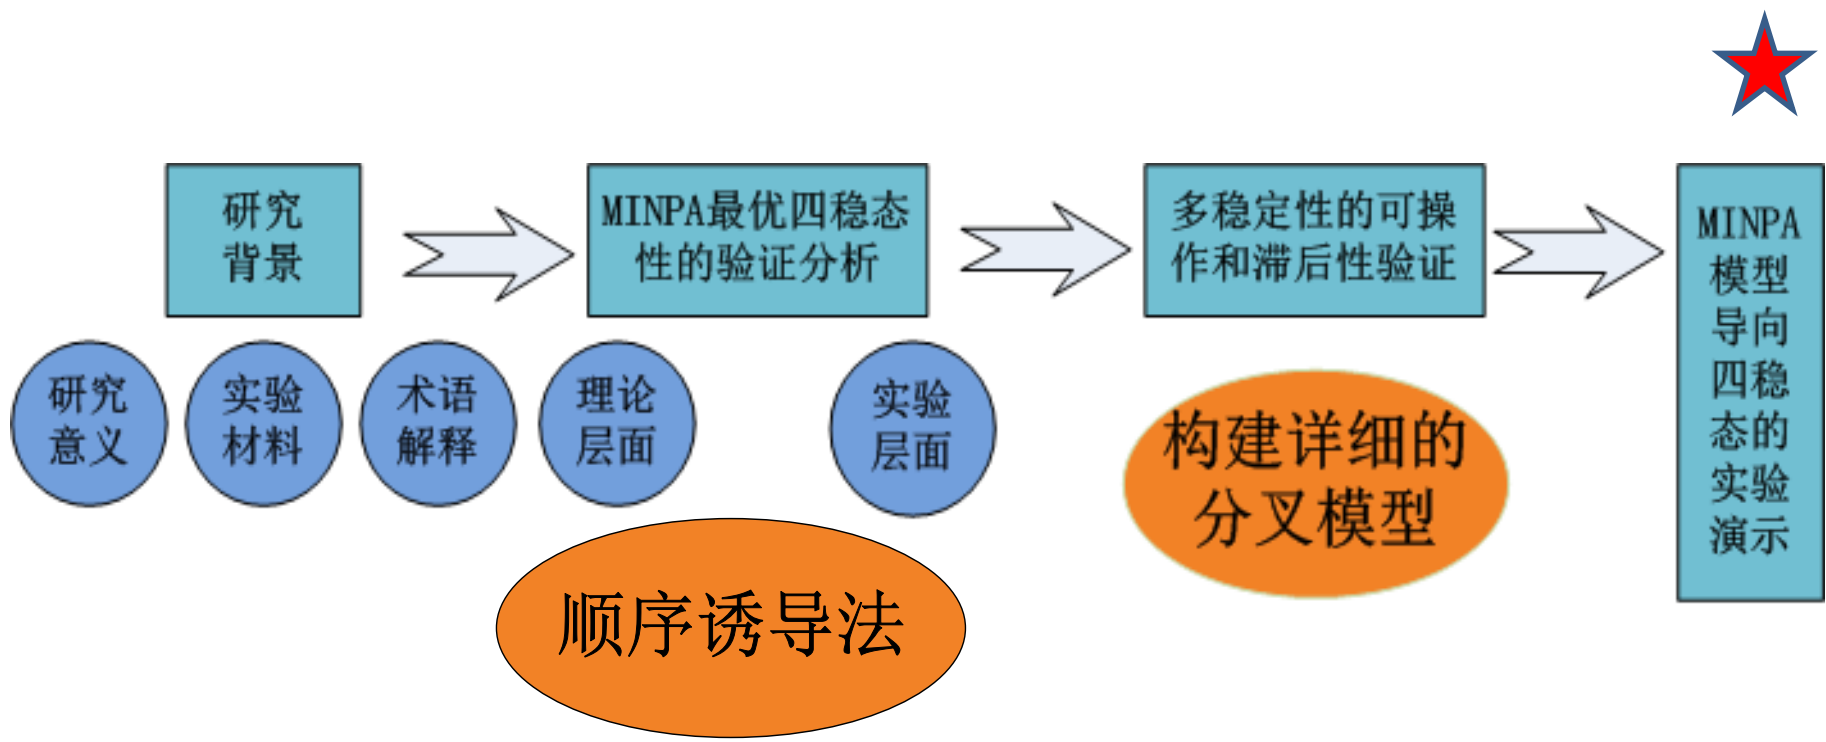 研究
背景
MINPA最优四稳态
性的验证分析
多稳定性的可操
作和滞后性验证
MINPA
模型
导向
四稳
态的
实验
演示
研究
意义
实验
材料
术语
解释
理论
层面
实验
层面
构建详细的
分叉模型
顺序诱导法